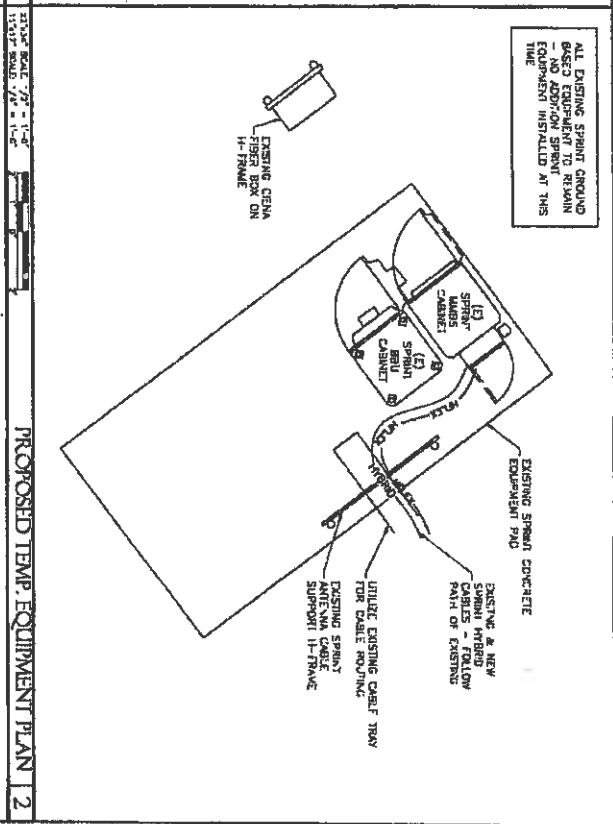 ALL EXISTING SPRINT GROUND
BASED EQUIPMENT TO REMAIN
- NO ADDITION SPRINT
EQUIPMENT INSTALLED AT THIS
TIME
EXISTING CIENA
FIBER BOX ON
H-FRAME
(E)
SPRINT
MMBS
CABINET
(E)
SPRINT
BBU
CABINET
HYBRID
EXISTING SPRINT CONCRETE
EQUIPMENT PAD
EXISTING & NEW
SPRINT HYBRID
CABLES - FOLLOW
PATH OF EXISTING
UTILIZE EXISTING CABLE TRAY
FOR CABLE ROUTING
EXISTING SPRINT
ANTENNA CABLE
SUPPORT H-FRAME
PROPOSED TEMP. EQUIPMENT PLAN 2